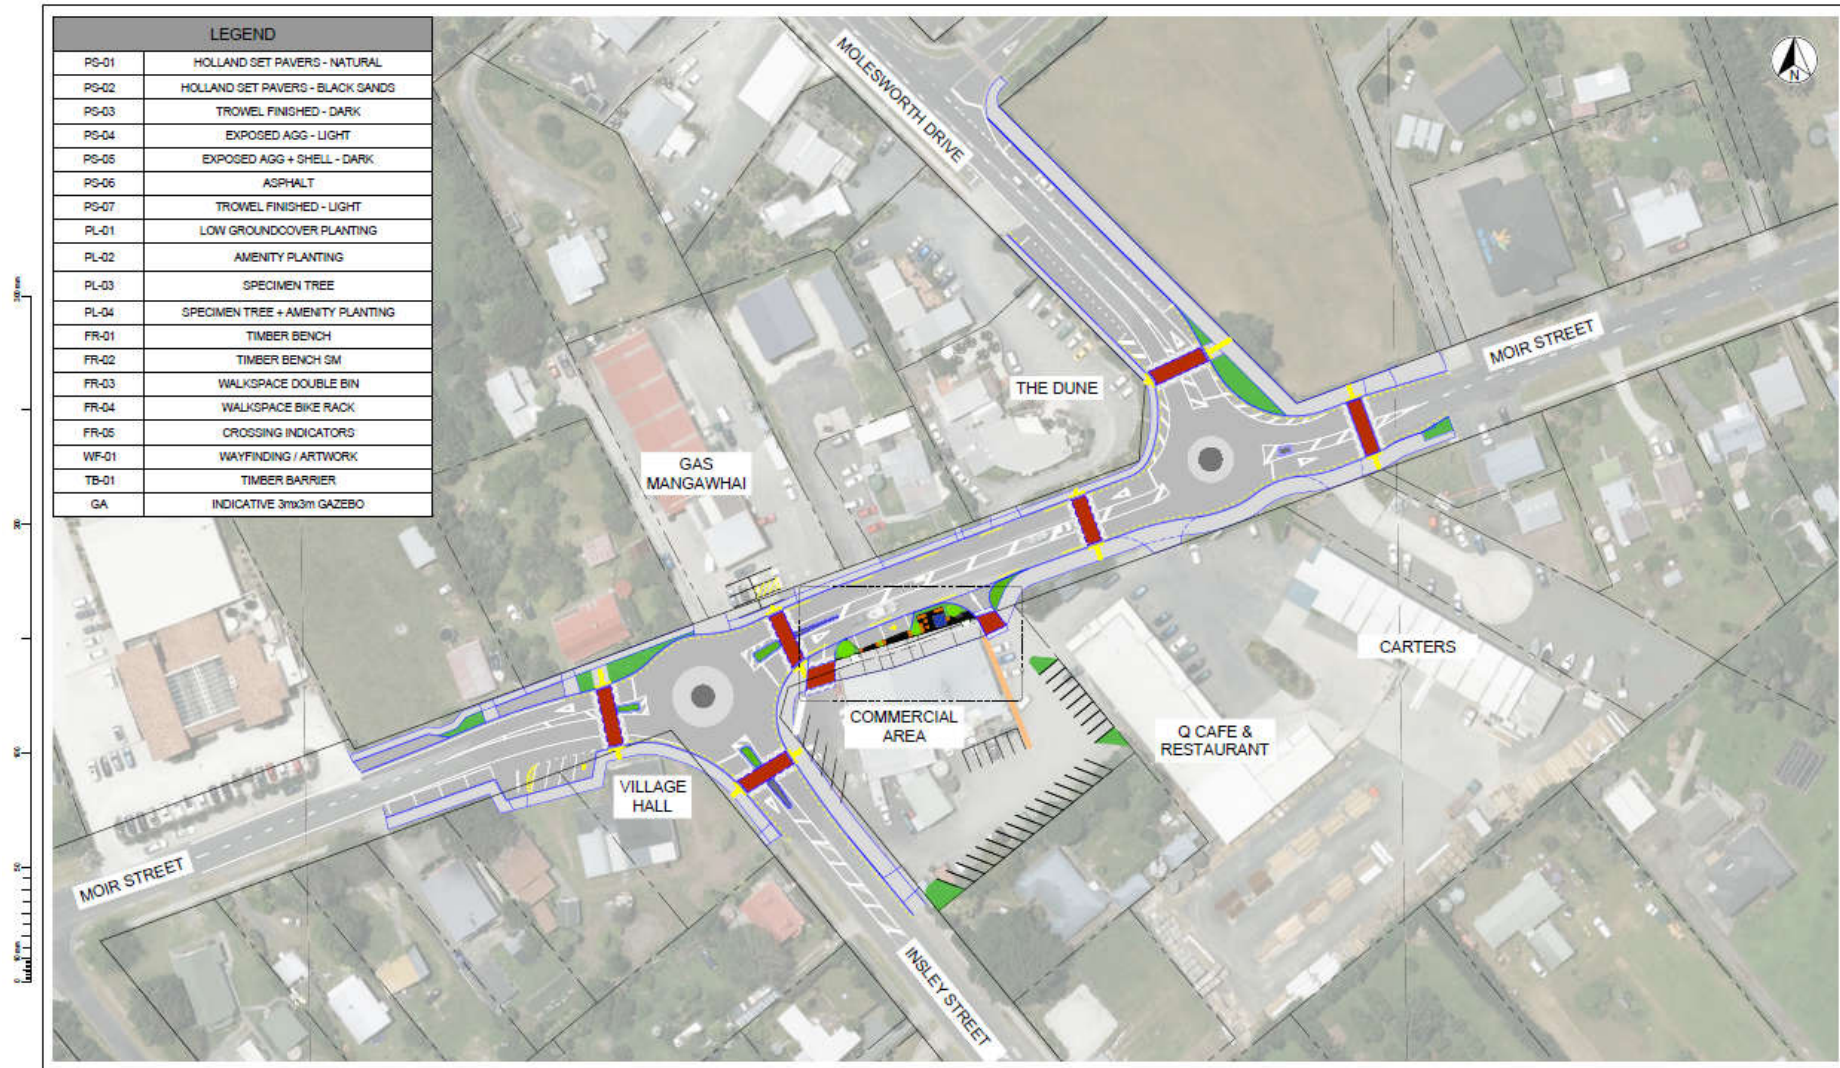 LEGEND
PS-01 HOLLAND SET PAVERS - NATURAL
PS-02 HOLLAND SET PAVERS - BLACK SANDS
PS-03 TROWEL FINISHED - DARK
PS-04 EXPOSED AGG - LIGHT
PS-05 EXPOSED AGG + SHELL - DARK
PS-06 ASPHALT
PS-07 TROWEL FINISHED - LIGHT
PL-01 LOW GROUNDCOVER PLANTING
PL-02 AMENITY PLANTING
PL-03 SPECIMEN TREE
PL-04 SPECIMEN TREE + AMENITY PLANTING
FR-01 TIMBER BENCH
FR-02 TIMBER BENCH SM
FR-03 WALKSPACE DOUBLE BIN
FR-04 WALKSPACE BIKE RACK
FR-05 CROSSING INDICATORS
WF-01 WAYFINDING / ARTWORK
TB-01 TIMBER BARRIER
GA INDICATIVE 3mx3m GAZEBO
MOLESWORTH DRIVE
N
MOIR STREET
THE DUNE
GAS
MANGAWHAI
CARTERS
COMMERCIAL
AREA
Q CAFE &
RESTAURANT
VILLAGE
HALL
MOIR STREET
INSLEY STREET